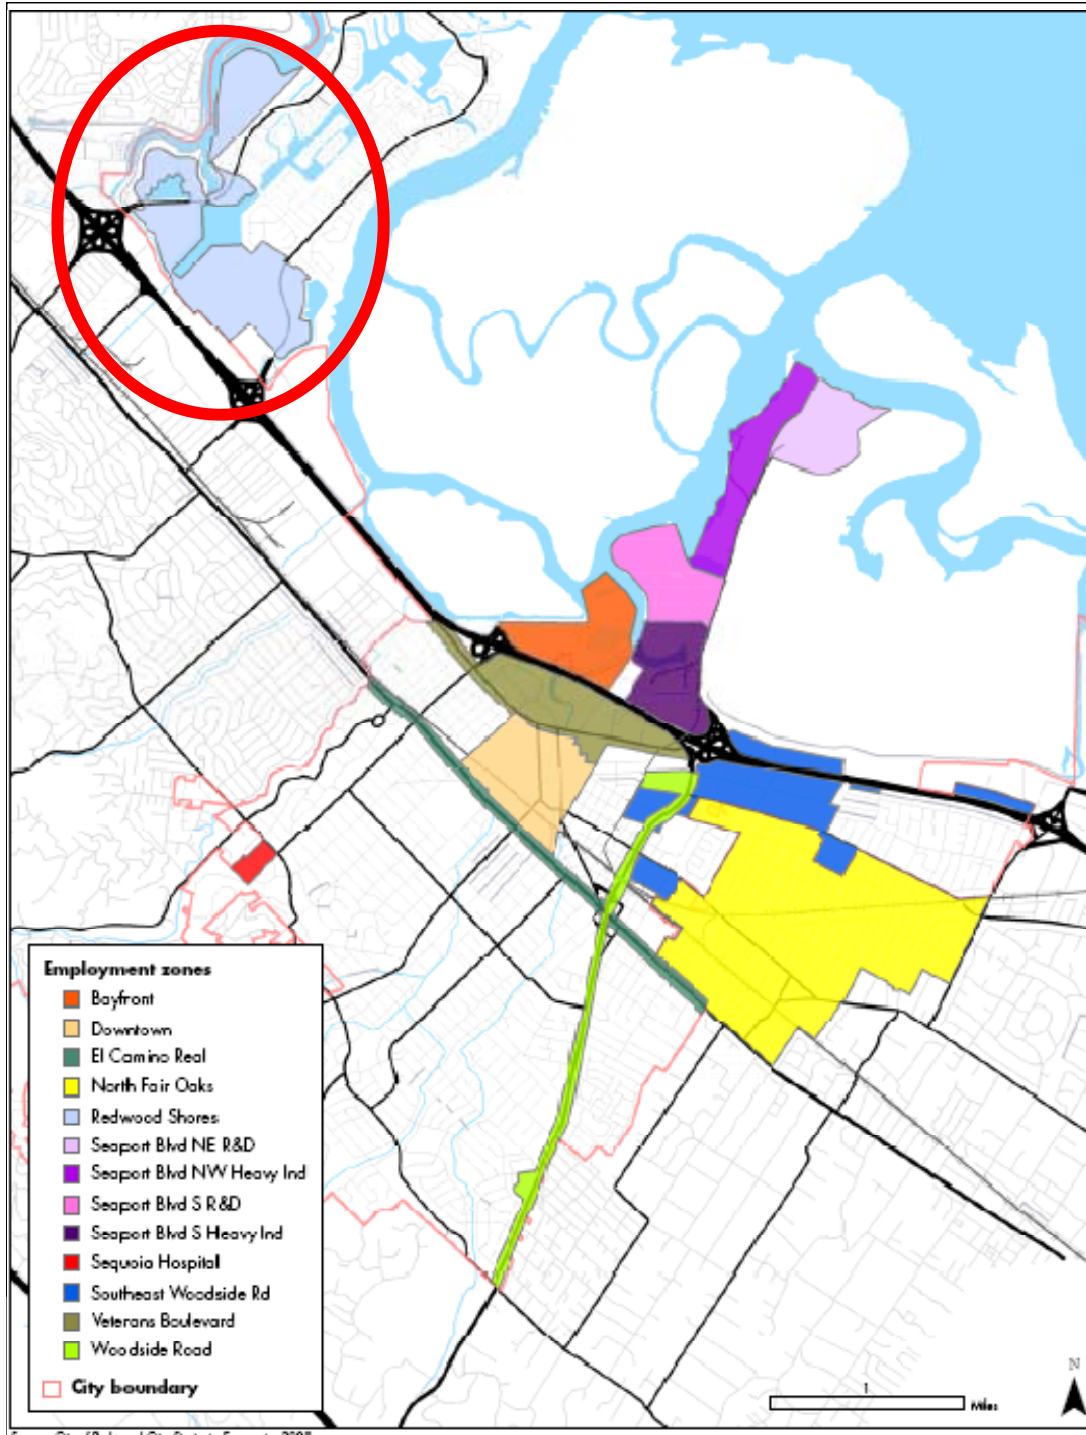 Employment zones
Bayfront
Downtown
El Camino Real
North Fair Oaks
Redwood Shores
Seaport Blvd NE R&D
Seaport Blvd NW Heavy Ind
Seaport Blvd S R&D
Seaport Blvd S Heavy Ind
Sequoia Hospital
Southeast Woodside Rd
Veterans Boulevard
Woodside Road
City boundary
1
Miles
N